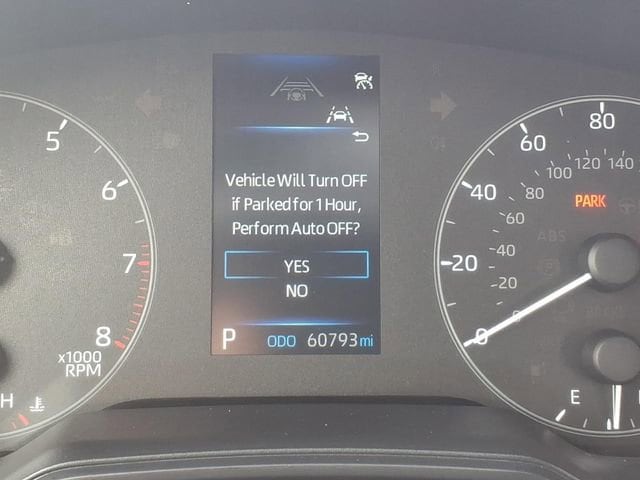 Vehicle Will Turn OFF
if Parked for 1 Hour,
Perform Auto OFF?
YES
NO
P ODO 60793 mi
5
6
7
8
x1000
RPM
H
80
60
40
20
0
140
120
100
80
60
40
20
0
PARK
ABS
E